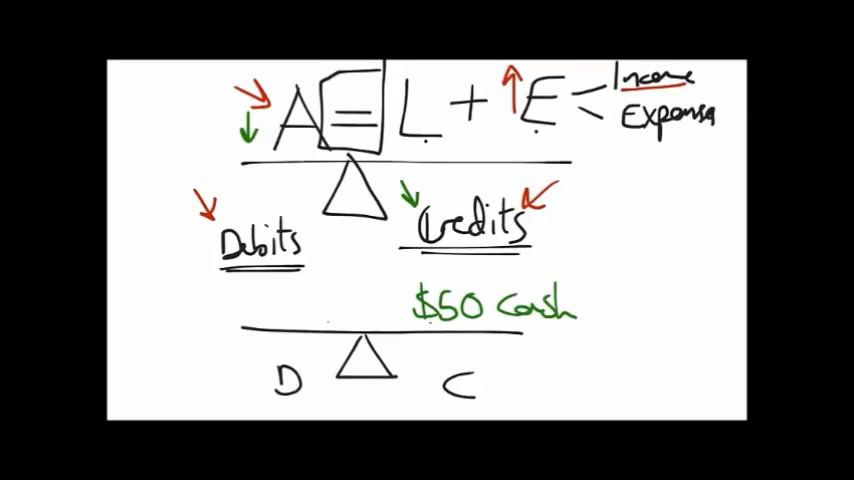 A = L + E < Income
Expense
Debits Credits
$50 Cash
D C